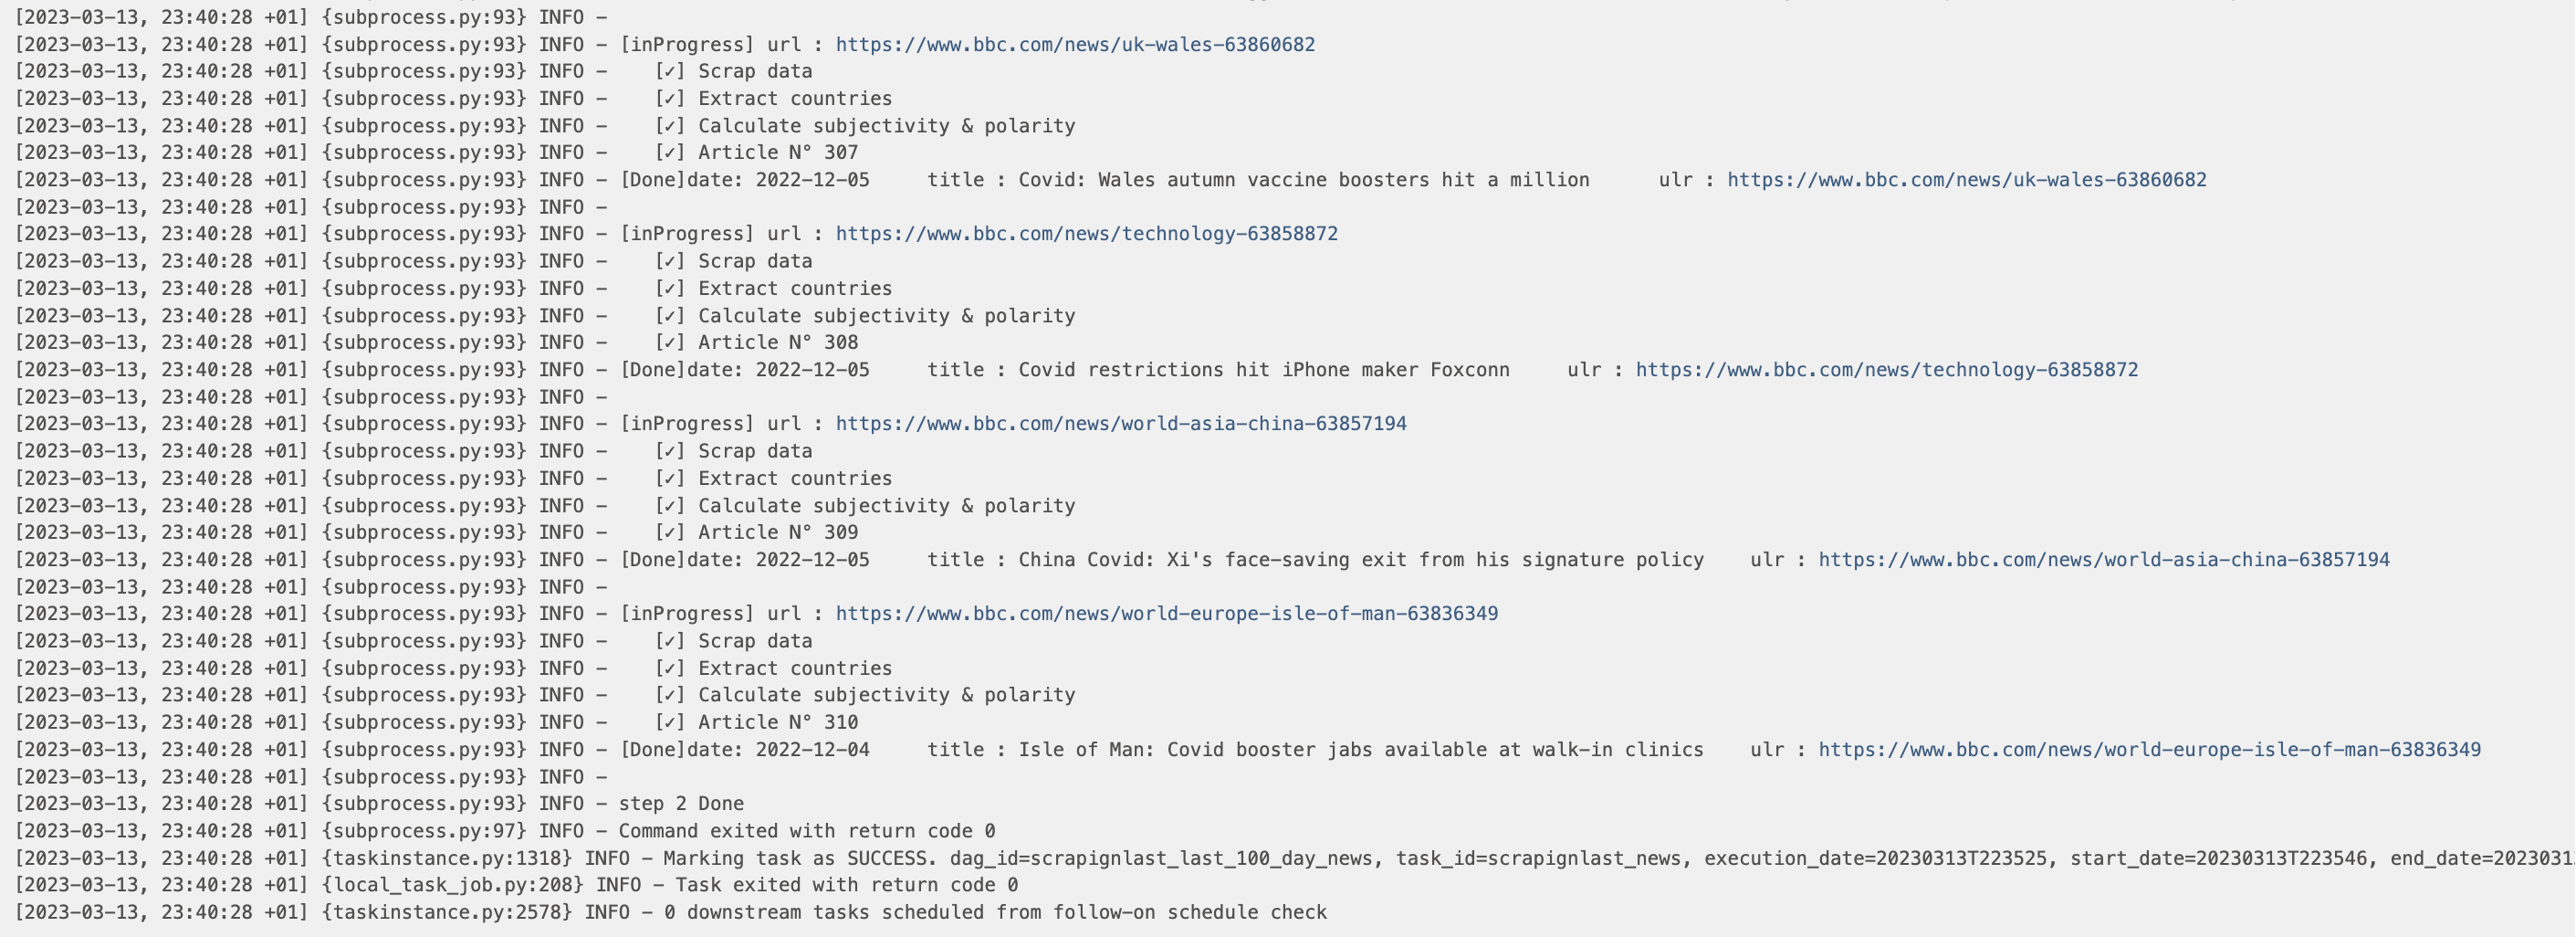 [2023-03-13, 23:40:28 +01] {subprocess.py:93} INFO -
[2023-03-13, 23:40:28 +01] {subprocess.py:93} INFO - [inProgress] url : https://www.bbc.com/news/uk-wales-63860682
[2023-03-13, 23:40:28 +01] {subprocess.py:93} INFO -    [✓] Scrap data
[2023-03-13, 23:40:28 +01] {subprocess.py:93} INFO -    [✓] Extract countries
[2023-03-13, 23:40:28 +01] {subprocess.py:93} INFO -    [✓] Calculate subjectivity & polarity
[2023-03-13, 23:40:28 +01] {subprocess.py:93} INFO -    [✓] Article N° 307
[2023-03-13, 23:40:28 +01] {subprocess.py:93} INFO - [Done]date: 2022-12-05     title : Covid: Wales autumn vaccine boosters hit a million      ulr : https://www.bbc.com/news/uk-wales-63860682
[2023-03-13, 23:40:28 +01] {subprocess.py:93} INFO -
[2023-03-13, 23:40:28 +01] {subprocess.py:93} INFO - [inProgress] url : https://www.bbc.com/news/technology-63858872
[2023-03-13, 23:40:28 +01] {subprocess.py:93} INFO -    [✓] Scrap data
[2023-03-13, 23:40:28 +01] {subprocess.py:93} INFO -    [✓] Extract countries
[2023-03-13, 23:40:28 +01] {subprocess.py:93} INFO -    [✓] Calculate subjectivity & polarity
[2023-03-13, 23:40:28 +01] {subprocess.py:93} INFO -    [✓] Article N° 308
[2023-03-13, 23:40:28 +01] {subprocess.py:93} INFO - [Done]date: 2022-12-05     title : Covid restrictions hit iPhone maker Foxconn     ulr : https://www.bbc.com/news/technology-63858872
[2023-03-13, 23:40:28 +01] {subprocess.py:93} INFO -
[2023-03-13, 23:40:28 +01] {subprocess.py:93} INFO - [inProgress] url : https://www.bbc.com/news/world-asia-china-63857194
[2023-03-13, 23:40:28 +01] {subprocess.py:93} INFO -    [✓] Scrap data
[2023-03-13, 23:40:28 +01] {subprocess.py:93} INFO -    [✓] Extract countries
[2023-03-13, 23:40:28 +01] {subprocess.py:93} INFO -    [✓] Calculate subjectivity & polarity
[2023-03-13, 23:40:28 +01] {subprocess.py:93} INFO -    [✓] Article N° 309
[2023-03-13, 23:40:28 +01] {subprocess.py:93} INFO - [Done]date: 2022-12-05     title : China Covid: Xi's face-saving exit from his signature policy    ulr : https://www.bbc.com/news/world-asia-china-63857194
[2023-03-13, 23:40:28 +01] {subprocess.py:93} INFO -
[2023-03-13, 23:40:28 +01] {subprocess.py:93} INFO - [inProgress] url : https://www.bbc.com/news/world-europe-isle-of-man-63836349
[2023-03-13, 23:40:28 +01] {subprocess.py:93} INFO -    [✓] Scrap data
[2023-03-13, 23:40:28 +01] {subprocess.py:93} INFO -    [✓] Extract countries
[2023-03-13, 23:40:28 +01] {subprocess.py:93} INFO -    [✓] Calculate subjectivity & polarity
[2023-03-13, 23:40:28 +01] {subprocess.py:93} INFO -    [✓] Article N° 310
[2023-03-13, 23:40:28 +01] {subprocess.py:93} INFO - [Done]date: 2022-12-04     title : Isle of Man: Covid booster jabs available at walk-in clinics    ulr : https://www.bbc.com/news/world-europe-isle-of-man-63836349
[2023-03-13, 23:40:28 +01] {subprocess.py:93} INFO -
[2023-03-13, 23:40:28 +01] {subprocess.py:93} INFO - step 2 Done
[2023-03-13, 23:40:28 +01] {subprocess.py:97} INFO - Command exited with return code 0
[2023-03-13, 23:40:28 +01] {taskinstance.py:1318} INFO - Marking task as SUCCESS. dag_id=scrapignlast_last_100_day_news, task_id=scrapignlast_news, execution_date=20230313T223525, start_date=20230313T223546,
[2023-03-13, 23:40:28 +01] {local_task_job.py:208} INFO - Task exited with return code 0
[2023-03-13, 23:40:28 +01] {taskinstance.py:2578} INFO - 0 downstream tasks scheduled from follow-on schedule check